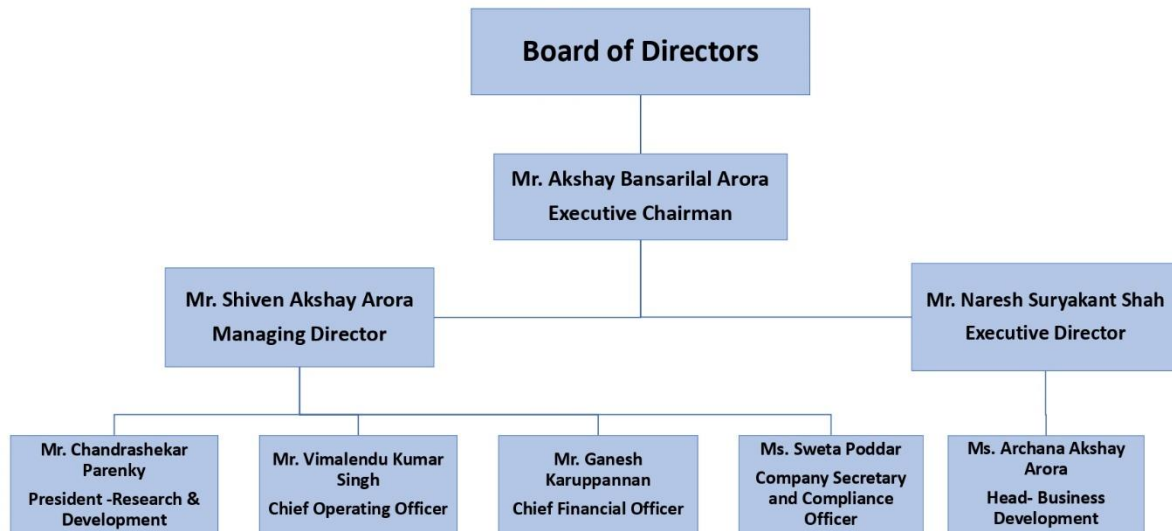 Board of Directors
Mr. Akshay Bansarilal Arora
Executive Chairman
Mr. Shiven Akshay Arora
Managing Director
Mr. Naresh Suryakant Shah
Executive Director
Mr. Chandrashekar
Parenky
President -Research &
Development
Mr. Vimalendu Kumar
Singh
Chief Operating Officer
Mr. Ganesh
Karuppannan
Chief Financial Officer
Ms. Sweta Poddar
Company Secretary
and Compliance
Officer
Ms. Archana Akshay
Arora
Head- Business
Development